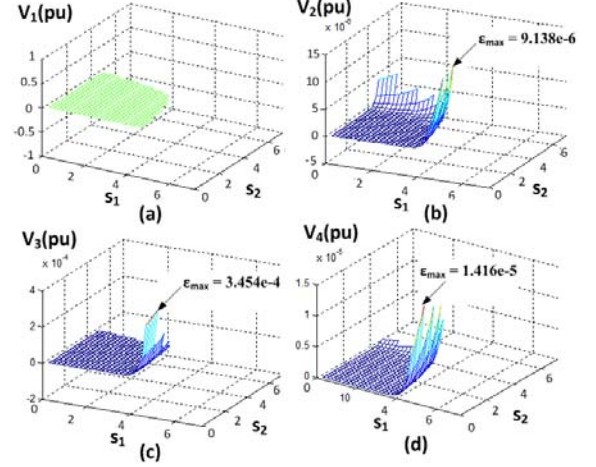 V₁(pu)
1
0.5
0
-0.5
-1
0
2
4
6
s₁
0
2
4
6
s₂
(a)
V₂(pu)
15
10
5
0
-5
εmax = 9.138e-6
0
2
4
6
s₁
0
2
4
6
s₂
(b)
V₃(pu)
x 10⁻⁴
4
2
0
-2
εmax = 3.454e-4
0
2
4
6
s₁
0
2
4
6
s₂
(c)
V₄(pu)
x 10⁻⁵
1.5
1
0.5
0
εmax = 1.416e-5
0
10
4
6
s₁
0
2
4
6
s₂
(d)